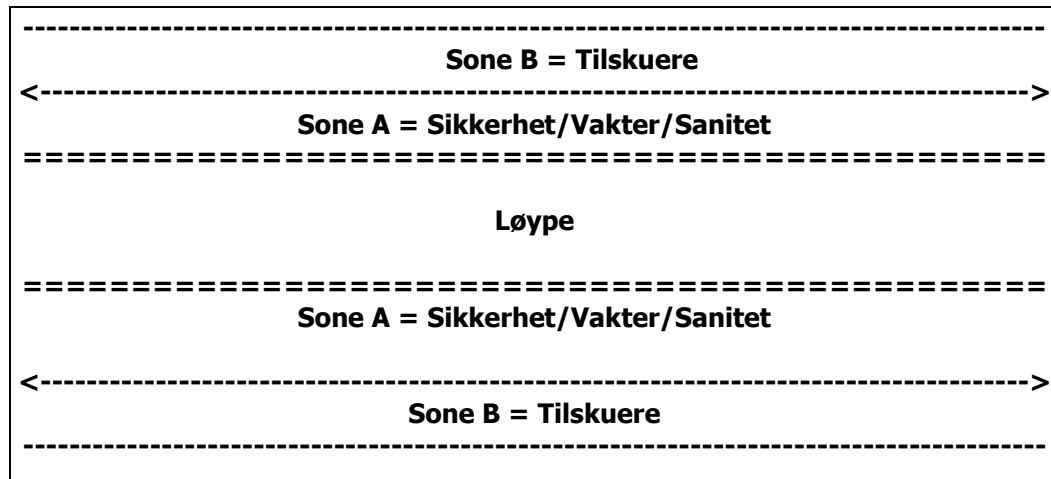 Sone B = Tilskuere
Sone A = Sikkerhet/Vakter/Sanitet
Løype
Sone A = Sikkerhet/Vakter/Sanitet
Sone B = Tilskuere